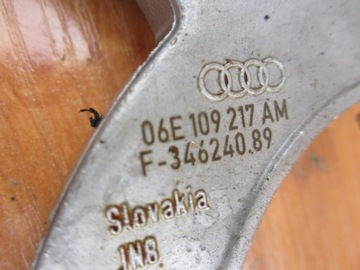 06E 109 217 AM
F-346240.89
Slovakia
INB